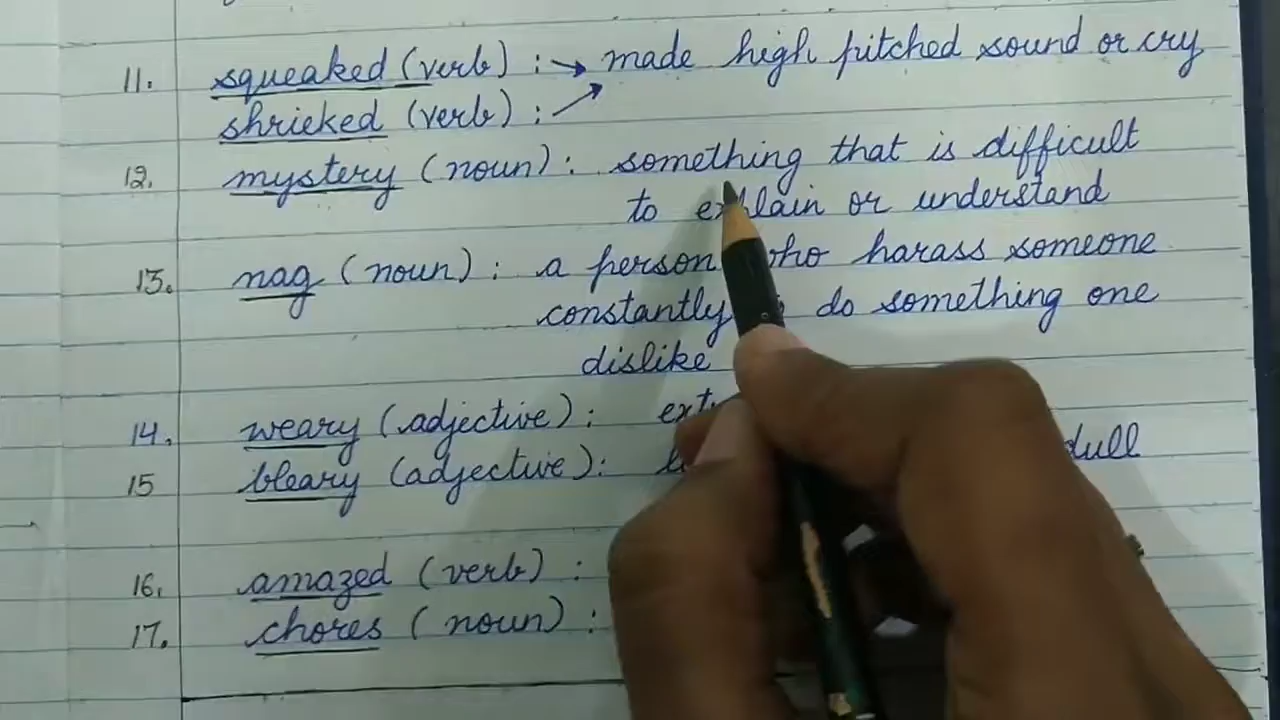 11. squeaked (verb) : → made high pitched sound or cry
shrieked (verb) :
12. mystery (noun) : something that is difficult
to explain or understand
13. nag (noun) : a person who harass someone
constantly do something one
dislike
14. weary (adjective) :
15 bleary (adjective) : dull
16. amazed (verb) :
17. chores (noun) :